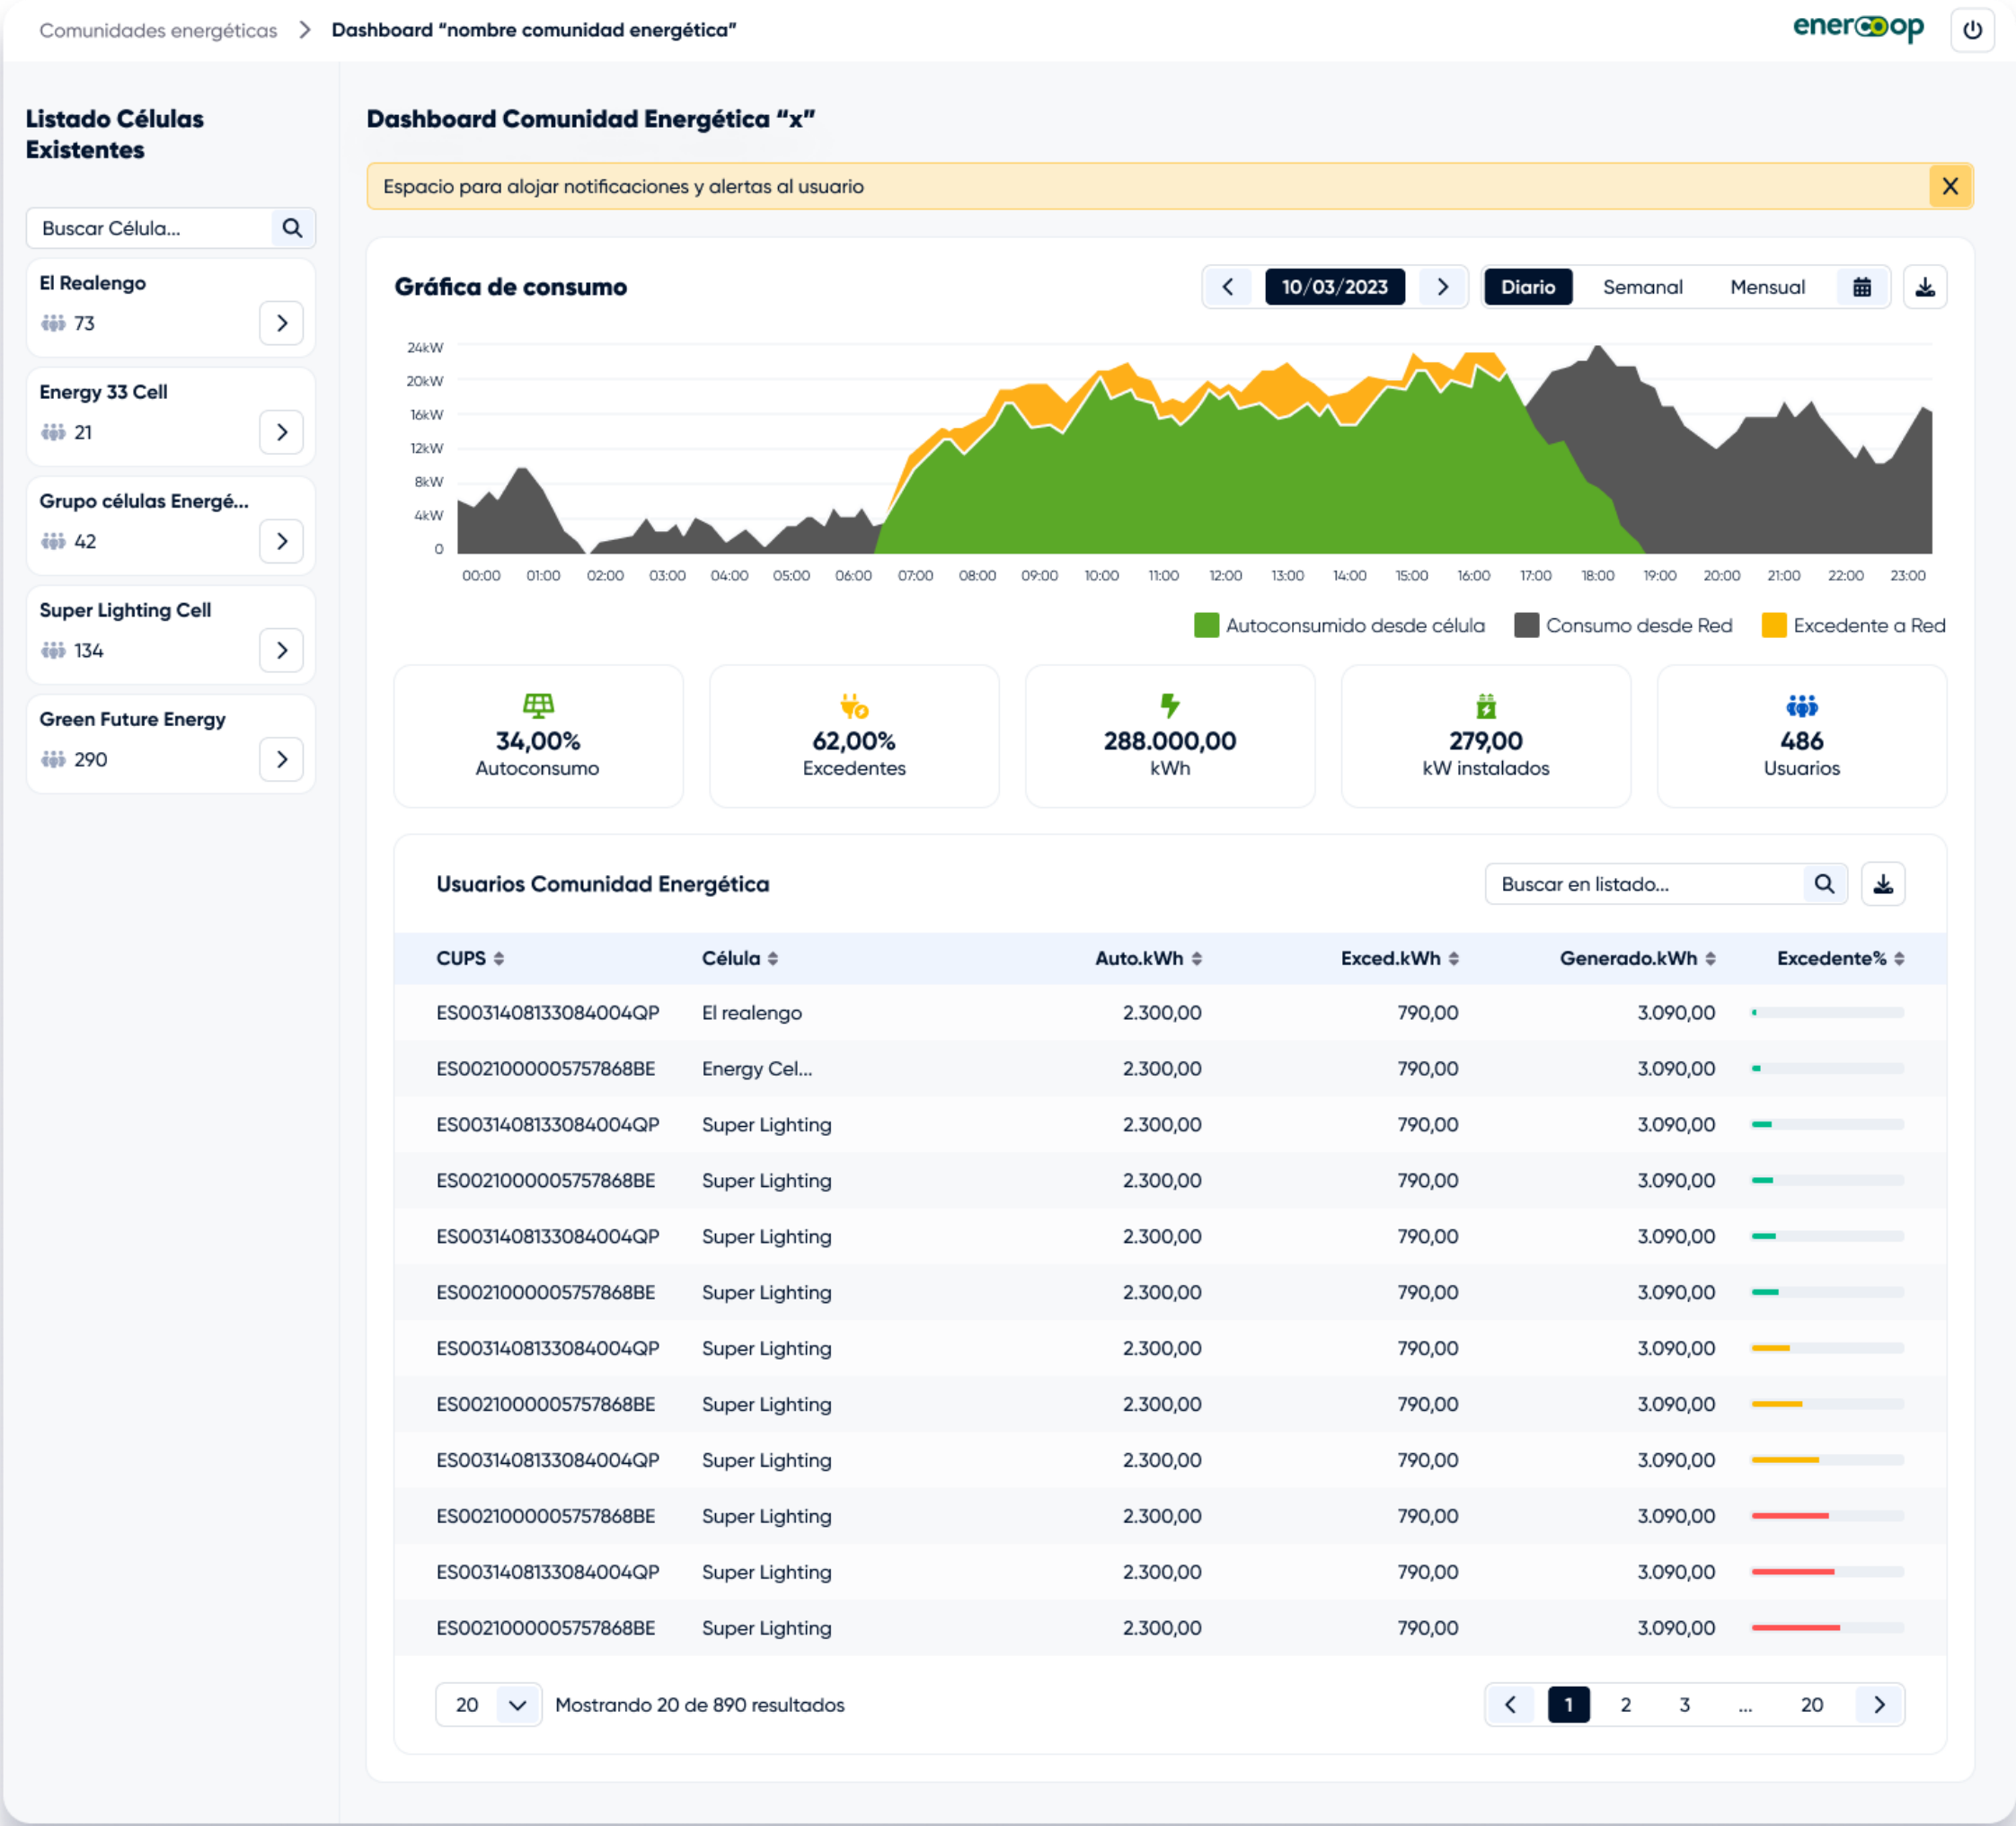 Comunidades energéticas
Dashboard “nombre comunidad energética”
enercoop
Listado Células
Existentes
Buscar Célula...
El Realengo
73
Energy 33 Cell
21
Grupo células Energé...
42
Super Lighting Cell
134
Green Future Energy
290
Dashboard Comunidad Energética “x”
Espacio para alojar notificaciones y alertas al usuario
X
Gráfica de consumo
10/03/2023
Diario Semanal Mensual
24kW
20kW
16kW
12kW
8kW
4kW
0
00:00 01:00 02:00 03:00 04:00 05:00 06:00 07:00 08:00 09:00 10:00 11:00 12:00 13:00 14:00 15:00 16:00 17:00 18:00 19:00 20:00 21:00 22:00 23:00
Autoconsumido desde célula Consumo desde Red Excedente a Red
34,00%
Autoconsumo
62,00%
Excedentes
288.000,00
kWh
279,00
kW instalados
486
Usuarios
Usuarios Comunidad Energética
Buscar en listado...
CUPS Célula Auto.kWh Exced.kWh Generado.kWh Excedente%
ES0031408133084004QP El realengo 2.300,00 790,00 3.090,00
ES0021000005757868BE Energy Cel... 2.300,00 790,00 3.090,00
ES0031408133084004QP Super Lighting 2.300,00 790,00 3.090,00
ES0021000005757868BE Super Lighting 2.300,00 790,00 3.090,00
ES0031408133084004QP Super Lighting 2.300,00 790,00 3.090,00
ES0021000005757868BE Super Lighting 2.300,00 790,00 3.090,00
ES0031408133084004QP Super Lighting 2.300,00 790,00 3.090,00
ES0021000005757868BE Super Lighting 2.300,00 790,00 3.090,00
ES0031408133084004QP Super Lighting 2.300,00 790,00 3.090,00
ES0021000005757868BE Super Lighting 2.300,00 790,00 3.090,00
ES0031408133084004QP Super Lighting 2.300,00 790,00 3.090,00
ES0021000005757868BE Super Lighting 2.300,00 790,00 3.090,00
20 Mostrando 20 de 890 resultados
1 2 3 ... 20